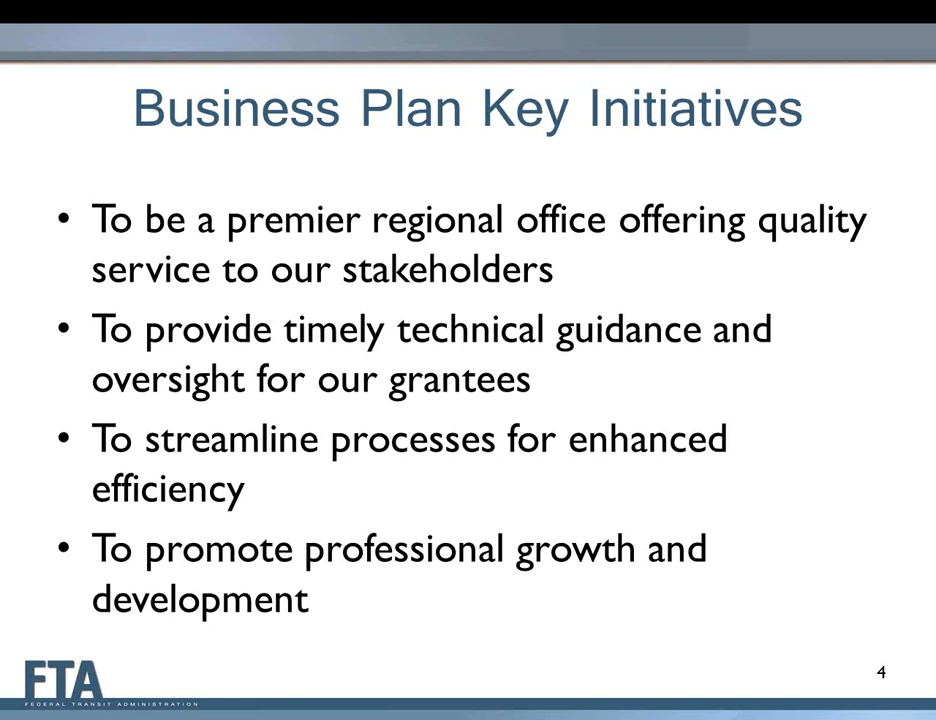 Business Plan Key Initiatives
• To be a premier regional office offering quality
service to our stakeholders
• To provide timely technical guidance and
oversight for our grantees
• To streamline processes for enhanced
efficiency
• To promote professional growth and
development
4
FTA
FEDERAL TRANSIT ADMINISTRATION